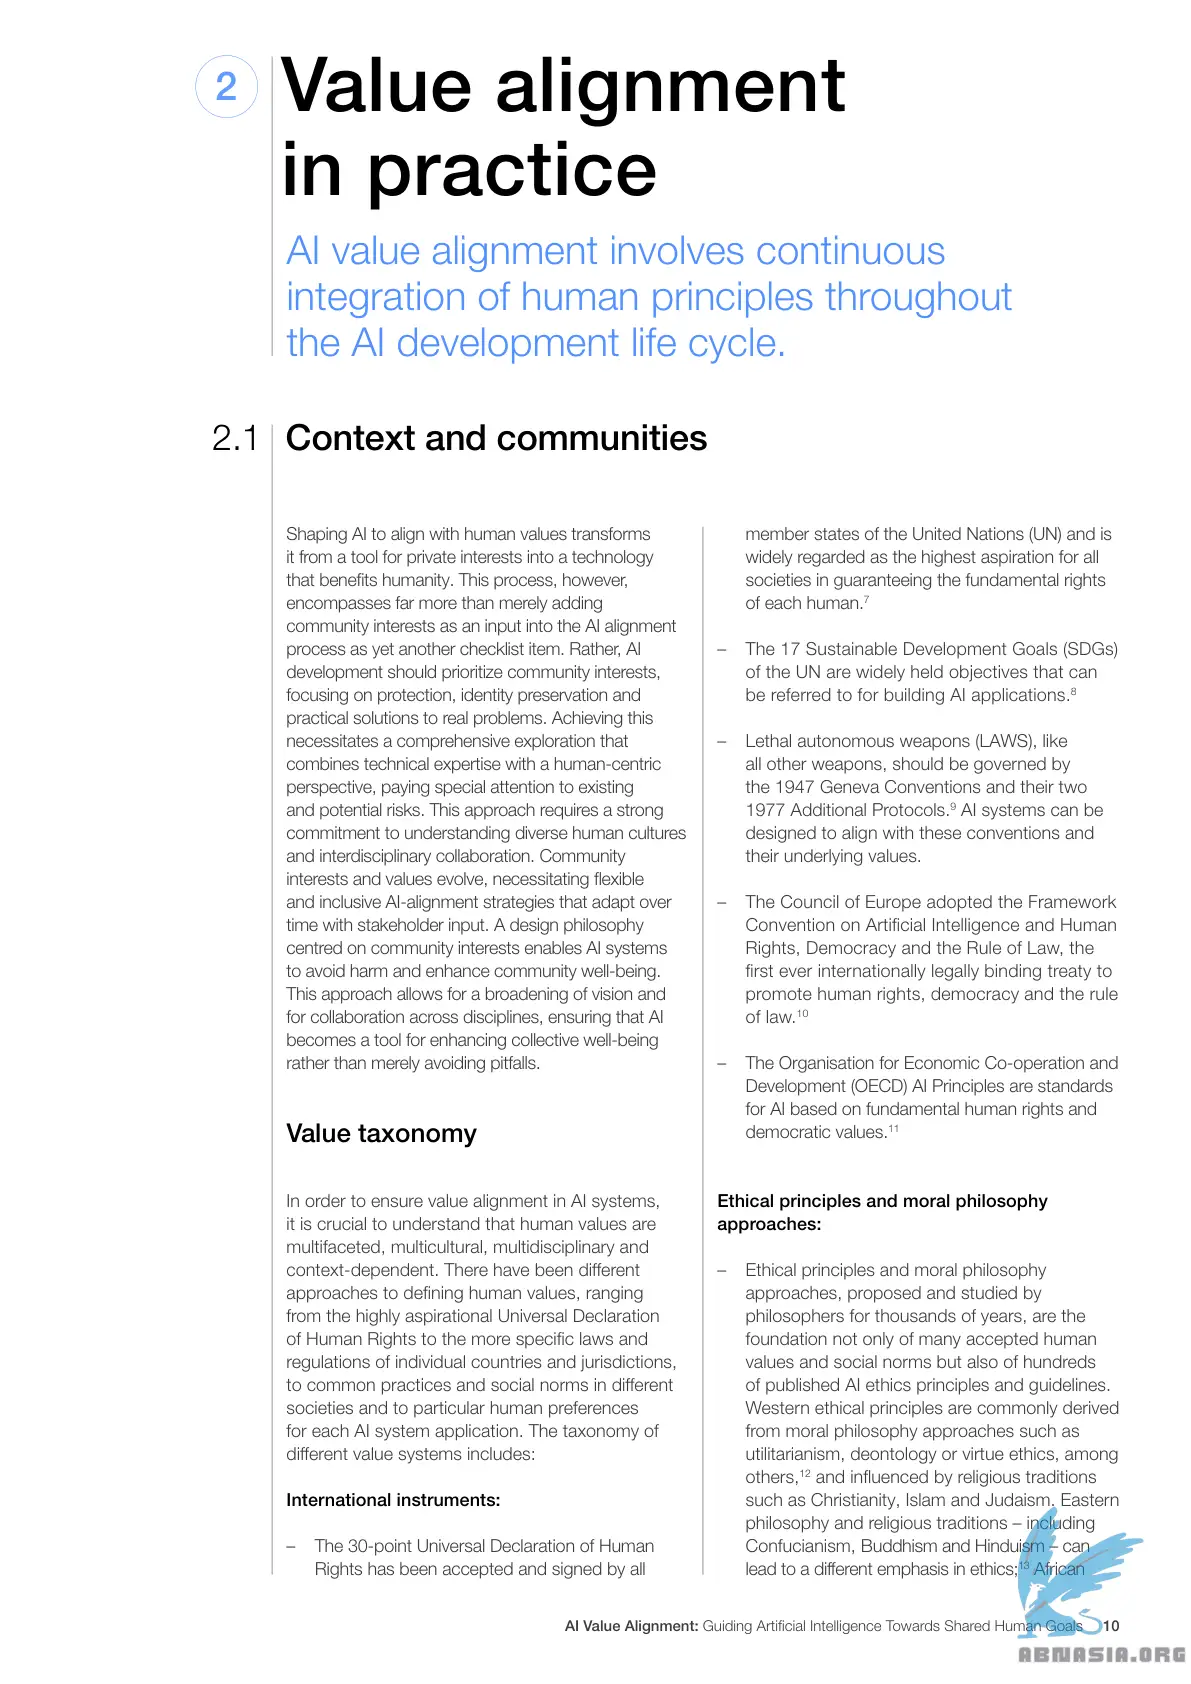 2
Value alignment
in practice
AI value alignment involves continuous
integration of human principles throughout
the AI development life cycle.
2.1 Context and communities
Shaping AI to align with human values transforms
it from a tool for private interests into a technology
that benefits humanity. This process, however,
encompasses far more than merely adding
community interests as an input into the AI alignment
process as yet another checklist item. Rather, AI
development should prioritize community interests,
focusing on protection, identity preservation and
practical solutions to real problems. Achieving this
necessitates a comprehensive exploration that
combines technical expertise with a human-centric
perspective, paying special attention to existing
and potential risks. This approach requires a strong
commitment to understanding diverse human cultures
and interdisciplinary collaboration. Community
interests and values evolve, necessitating flexible
and inclusive AI-alignment strategies that adapt over
time with stakeholder input. A design philosophy
centred on community interests enables AI systems
to avoid harm and enhance community well-being.
This approach allows for a broadening of vision and
for collaboration across disciplines, ensuring that AI
becomes a tool for enhancing collective well-being
rather than merely avoiding pitfalls.
Value taxonomy
In order to ensure value alignment in AI systems,
it is crucial to understand that human values are
multifaceted, multicultural, multidisciplinary and
context-dependent. There have been different
approaches to defining human values, ranging
from the highly aspirational Universal Declaration
of Human Rights to the more specific laws and
regulations of individual countries and jurisdictions,
to common practices and social norms in different
societies and to particular human preferences
for each AI system application. The taxonomy of
different value systems includes:
International instruments:
– The 30-point Universal Declaration of Human
Rights has been accepted and signed by all
member states of the United Nations (UN) and is
widely regarded as the highest aspiration for all
societies in guaranteeing the fundamental rights
of each human.7
– The 17 Sustainable Development Goals (SDGs)
of the UN are widely held objectives that can
be referred to for building AI applications.8
– Lethal autonomous weapons (LAWS), like
all other weapons, should be governed by
the 1947 Geneva Conventions and their two
1977 Additional Protocols.9 AI systems can be
designed to align with these conventions and
their underlying values.
– The Council of Europe adopted the Framework
Convention on Artificial Intelligence and Human
Rights, Democracy and the Rule of Law, the
first ever internationally legally binding treaty to
promote human rights, democracy and the rule
of law.10
– The Organisation for Economic Co-operation and
Development (OECD) AI Principles are standards
for AI based on fundamental human rights and
democratic values.11
Ethical principles and moral philosophy
approaches:
– Ethical principles and moral philosophy
approaches, proposed and studied by
philosophers for thousands of years, are the
foundation not only of many accepted human
values and social norms but also of hundreds
of published AI ethics principles and guidelines.
Western ethical principles are commonly derived
from moral philosophy approaches such as
utilitarianism, deontology or virtue ethics, among
others,12 and influenced by religious traditions
such as Christianity, Islam and Judaism. Eastern
philosophy and religious traditions – including
Confucianism, Buddhism and Hinduism – can
lead to a different emphasis in ethics;13 African
AI Value Alignment: Guiding Artificial Intelligence Towards Shared Human Goals 10
ABNASIA.ORG